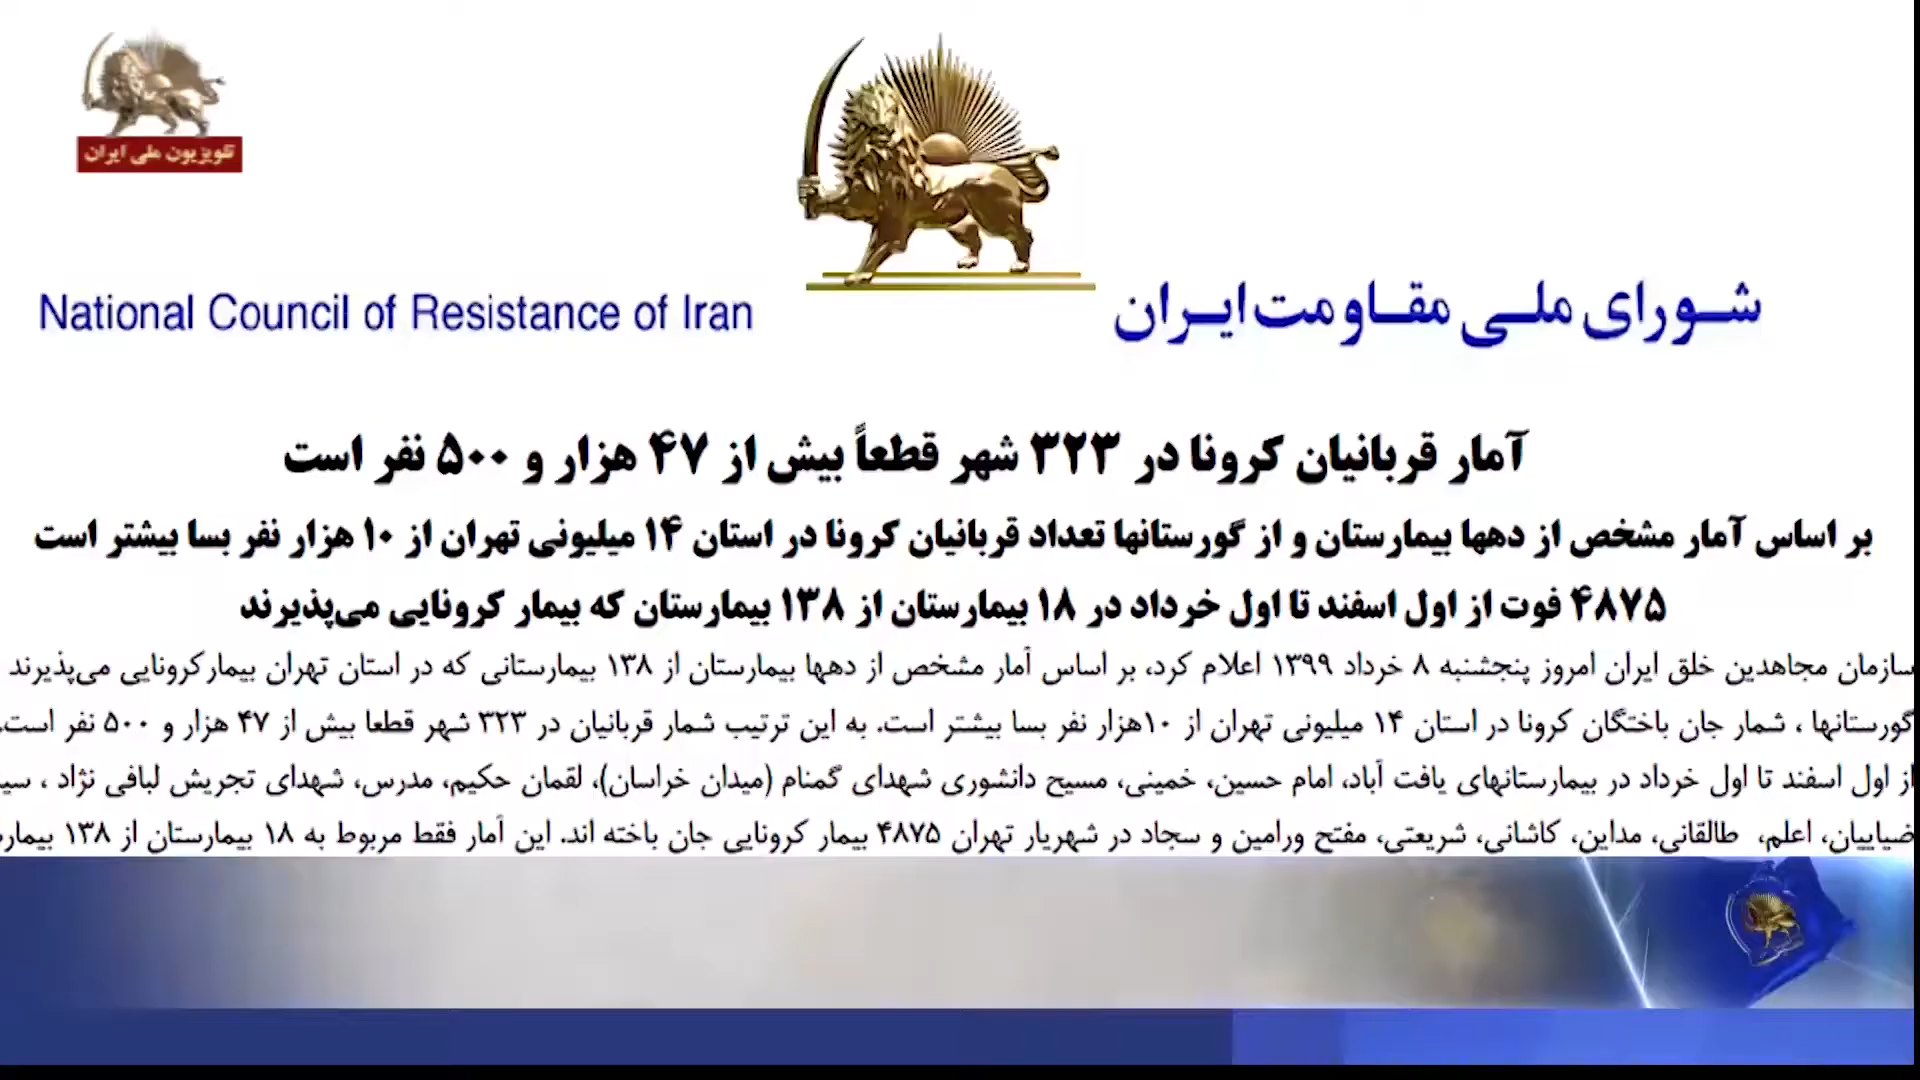 تلویزیون ملی ایران
National Council of Resistance of Iran
شـورای ملـی مقـاومت ایـران
آمار قربانیان کرونا در ۳۲۳ شهر قطعاً بیش از ۴۷ هزار و ۵۰۰ نفر است
بر اساس آمار مشخص از دهها بیمارستان و از گورستانها تعداد قربانیان کرونا در استان ۱۴ میلیونی تهران از ۱۰ هزار نفر بسا بیشتر است
۴۸۷۵ فوت از اول اسفند تا اول خرداد در ۱۸ بیمارستان از ۱۳۸ بیمارستان که بیمار کرونایی می‌پذیرند
سازمان مجاهدین خلق ایران امروز پنجشنبه ۸ خرداد ۱۳۹۹ اعلام کرد، بر اساس آمار مشخص از دهها بیمارستان از ۱۳۸ بیمارستانی که در استان تهران بیمارکرونایی می‌پذیرند
گورستانها ، شمار جان باختگان کرونا در استان ۱۴ میلیونی تهران از ۱۰هزار نفر بسا بیشتر است. به این ترتیب شمار قربانیان در ۳۲۳ شهر قطعا بیش از ۴۷ هزار و ۵۰۰ نفر است.
از اول اسفند تا اول خرداد در بیمارستانهای یافت آباد، امام حسین، خمینی، مسیح دانشوری شهدای گمنام (میدان خراسان)، لقمان حکیم، مدرس، شهدای تجریش لبافی نژاد ،
ضیاییان، اعلم، طالقانی، مداین، کاشانی، شریعتی، مفتح ورامین و سجاد در شهریار تهران ۴۸۷۵ بیمار کرونایی جان باخته اند. این آمار فقط مربوط به ۱۸ بیمارستان از ۱۳۸